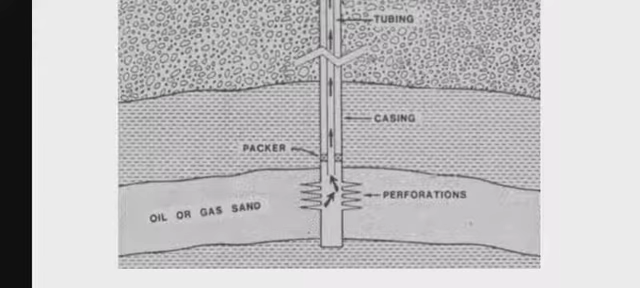 TUBING
CASING
PACKER
PERFORATIONS
OIL OR GAS SAND